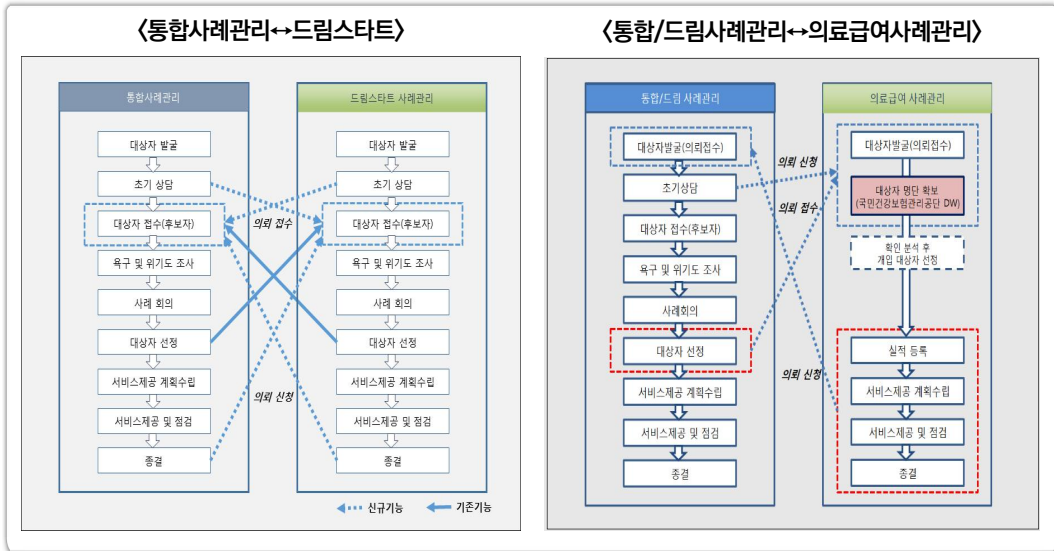 〈통합사례관리↔드림스타트〉
통합사례관리
대상자 발굴
초기 상담
대상자 접수(후보자)
욕구 및 위기도 조사
사례 회의
대상자 선정
서비스제공 계획수립
서비스제공 및 점검
종결
의뢰 접수
의뢰 신청
드림스타트 사례관리
대상자 발굴
초기 상담
대상자 접수(후보자)
욕구 및 위기도 조사
사례 회의
대상자 선정
서비스제공 계획수립
서비스제공 및 점검
종결
신규기능
기존기능
〈통합/드림사례관리↔의료급여사례관리〉
통합/드림 사례관리
대상자발굴(의뢰접수)
초기상담
대상자 접수(후보자)
욕구 및 위기도 조사
사례회의
대상자 선정
서비스제공 계획수립
서비스제공 및 점검
종결
의뢰 신청
의뢰 접수
의뢰 신청
의료급여 사례관리
대상자발굴(의뢰접수)
대상자 명단 확보
(국민건강보험관리공단 DW)
확인 분석 후
개입 대상자 선정
실적 등록
서비스제공 계획수립
서비스제공 및 점검
종결